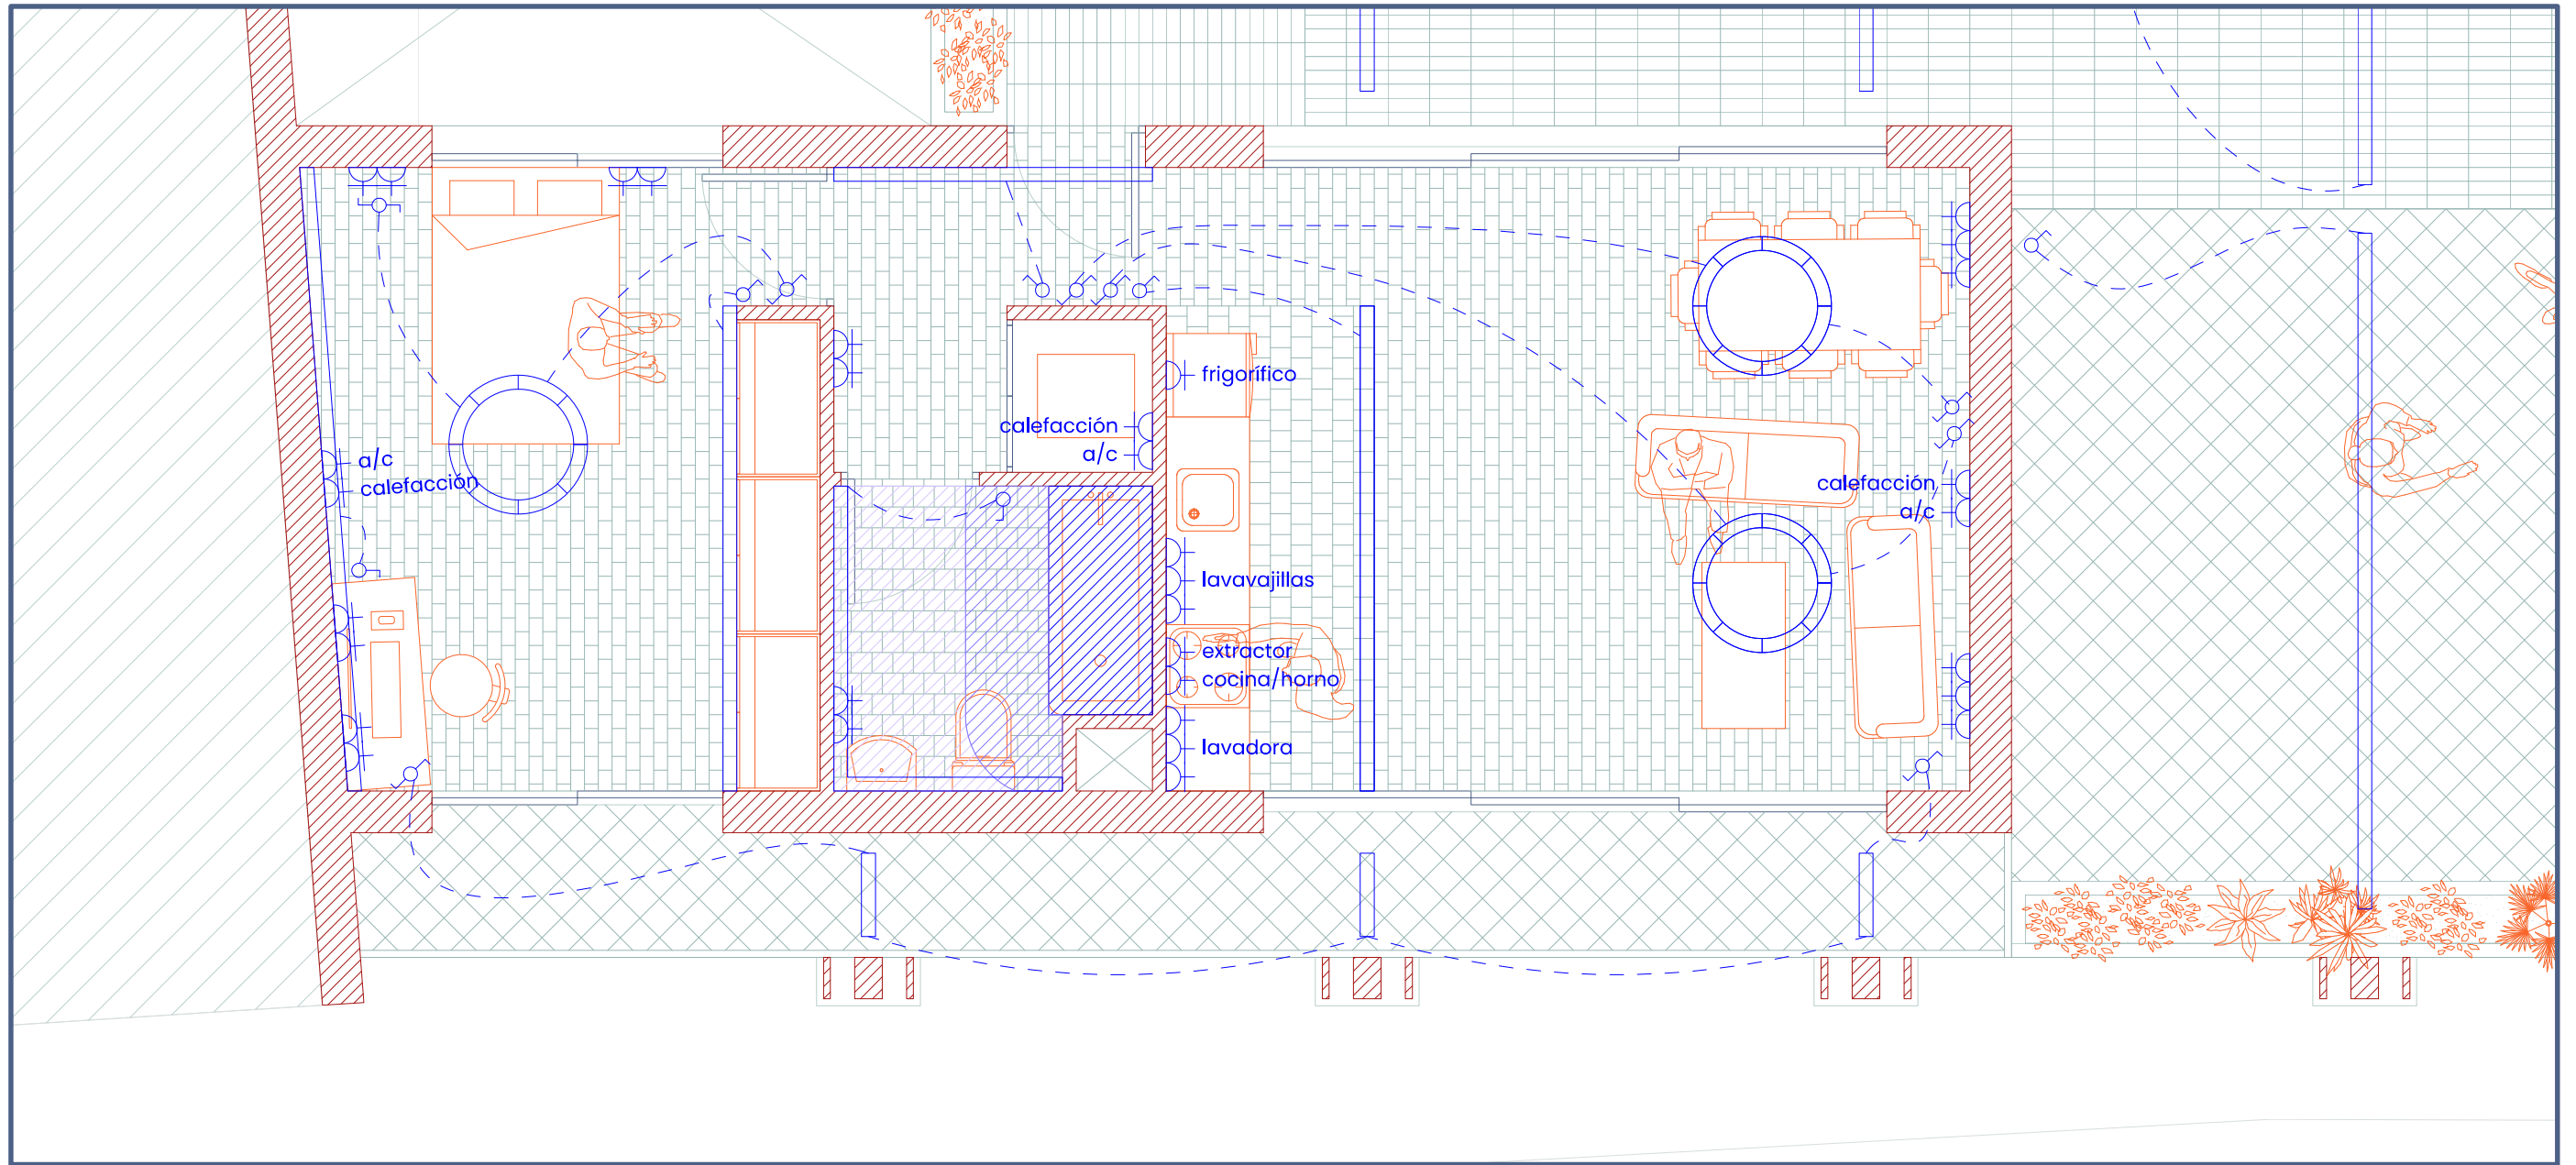 a/c
calefacción
frigorífico
calefacción
a/c
lavavajillas
extractor
cocina/horno
lavadora
calefacción
a/c